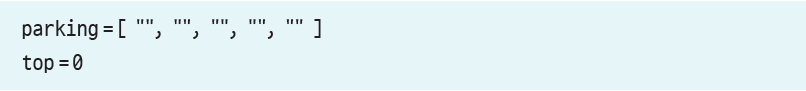 parking=[ "", "", "", "", "" ]
top=0